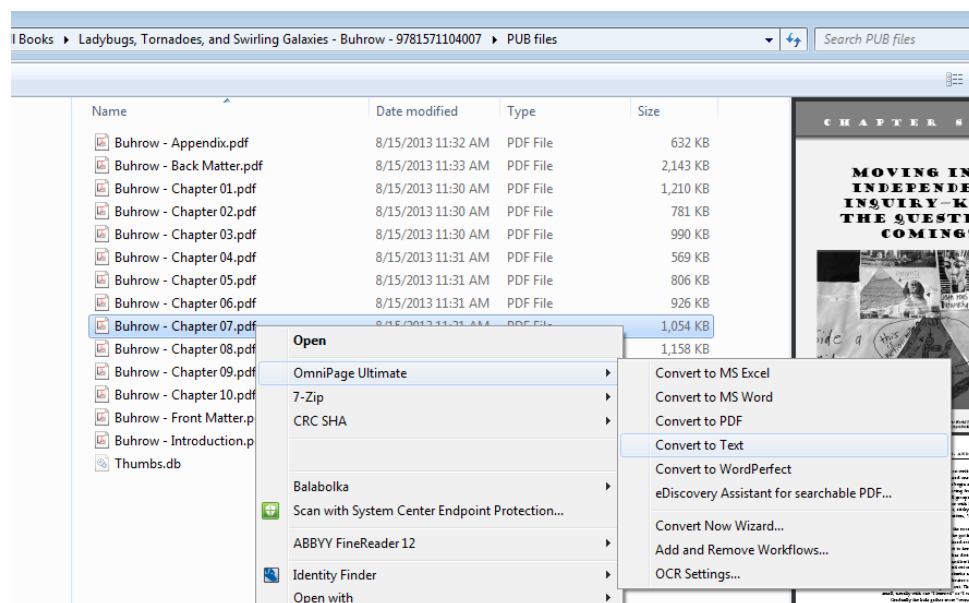 l Books ▸ Ladybugs, Tornadoes, and Swirling Galaxies - Buhrow - 9781571104007 ▸ PUB files Search PUB files
Name Date modified Type Size
Buhrow - Appendix.pdf 8/15/2013 11:32 AM PDF File 632 KB
Buhrow - Back Matter.pdf 8/15/2013 11:33 AM PDF File 2,143 KB
Buhrow - Chapter 01.pdf 8/15/2013 11:30 AM PDF File 1,210 KB
Buhrow - Chapter 02.pdf 8/15/2013 11:30 AM PDF File 781 KB
Buhrow - Chapter 03.pdf 8/15/2013 11:30 AM PDF File 990 KB
Buhrow - Chapter 04.pdf 8/15/2013 11:31 AM PDF File 569 KB
Buhrow - Chapter 05.pdf 8/15/2013 11:31 AM PDF File 806 KB
Buhrow - Chapter 06.pdf 8/15/2013 11:31 AM PDF File 926 KB
Buhrow - Chapter 07.pdf 8/15/2013 11:31 AM PDF File 1,054 KB
Buhrow - Chapter 08.pdf 1,158 KB
Buhrow - Chapter 09.pdf
Buhrow - Chapter 10.pdf
Buhrow - Front Matter.p
Buhrow - Introduction.p
Thumbs.db
Open
OmniPage Ultimate
7-Zip
CRC SHA
Balabolka
Scan with System Center Endpoint Protection...
ABBYY FineReader 12
Identity Finder
Open with
Convert to MS Excel
Convert to MS Word
Convert to PDF
Convert to Text
Convert to WordPerfect
eDiscovery Assistant for searchable PDF...
Convert Now Wizard...
Add and Remove Workflows...
OCR Settings...
CHAPTER S
MOVING IN
INDEPENDE
INQUIRY–K
THE QUESTI
COMING